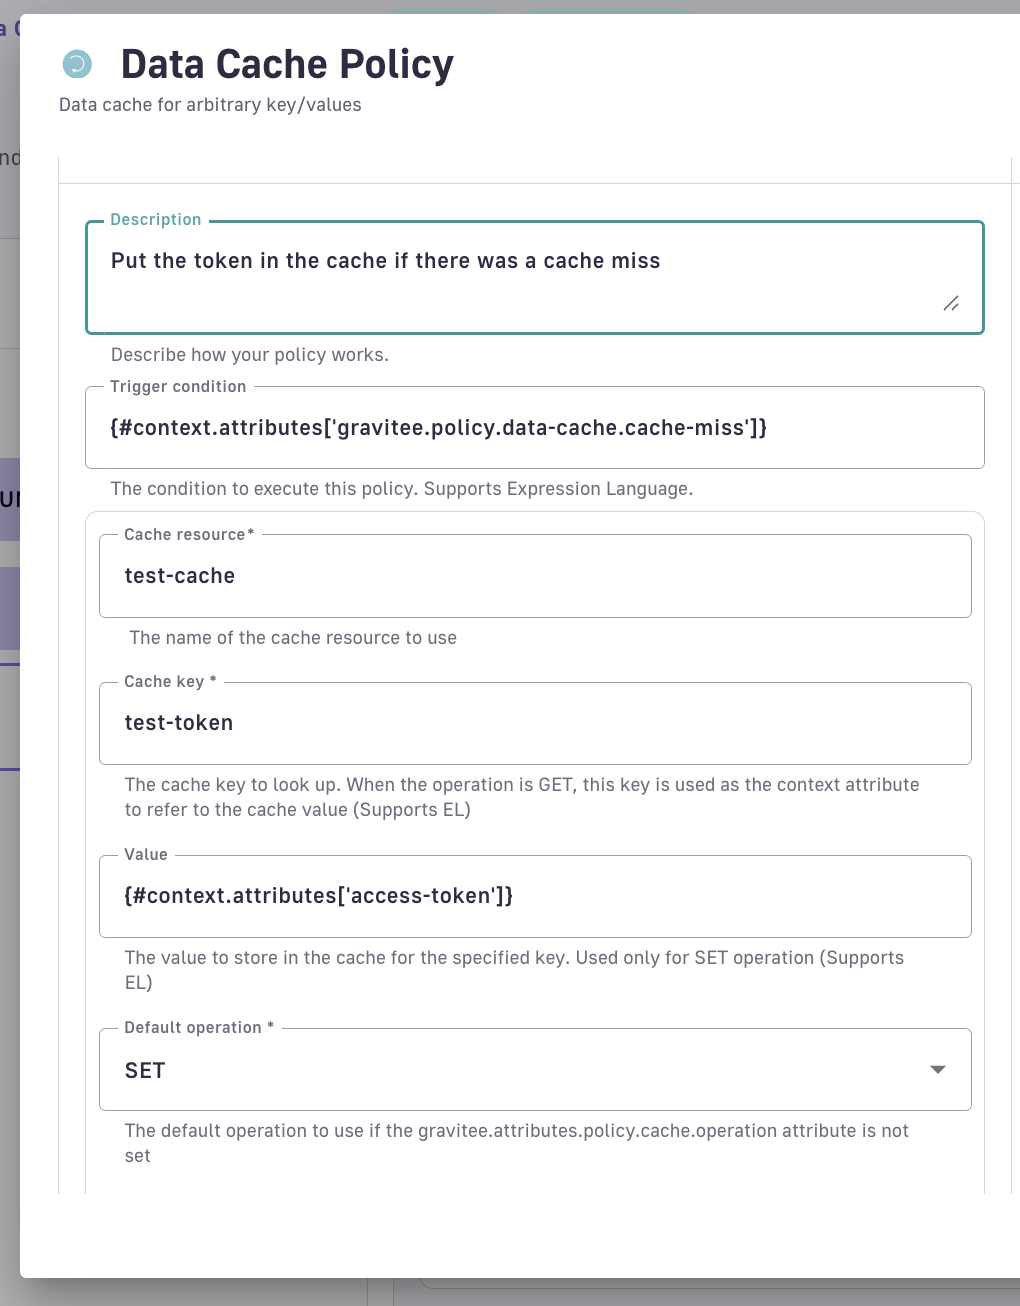 Data Cache Policy
Data cache for arbitrary key/values
Description
Put the token in the cache if there was a cache miss
Describe how your policy works.
Trigger condition
{#context.attributes['gravitee.policy.data-cache.cache-miss']}
The condition to execute this policy. Supports Expression Language.
Cache resource*
test-cache
The name of the cache resource to use
Cache key *
test-token
The cache key to look up. When the operation is GET, this key is used as the context attribute
to refer to the cache value (Supports EL)
Value
{#context.attributes['access-token']}
The value to store in the cache for the specified key. Used only for SET operation (Supports
EL)
Default operation *
SET
The default operation to use if the gravitee.attributes.policy.cache.operation attribute is not
set